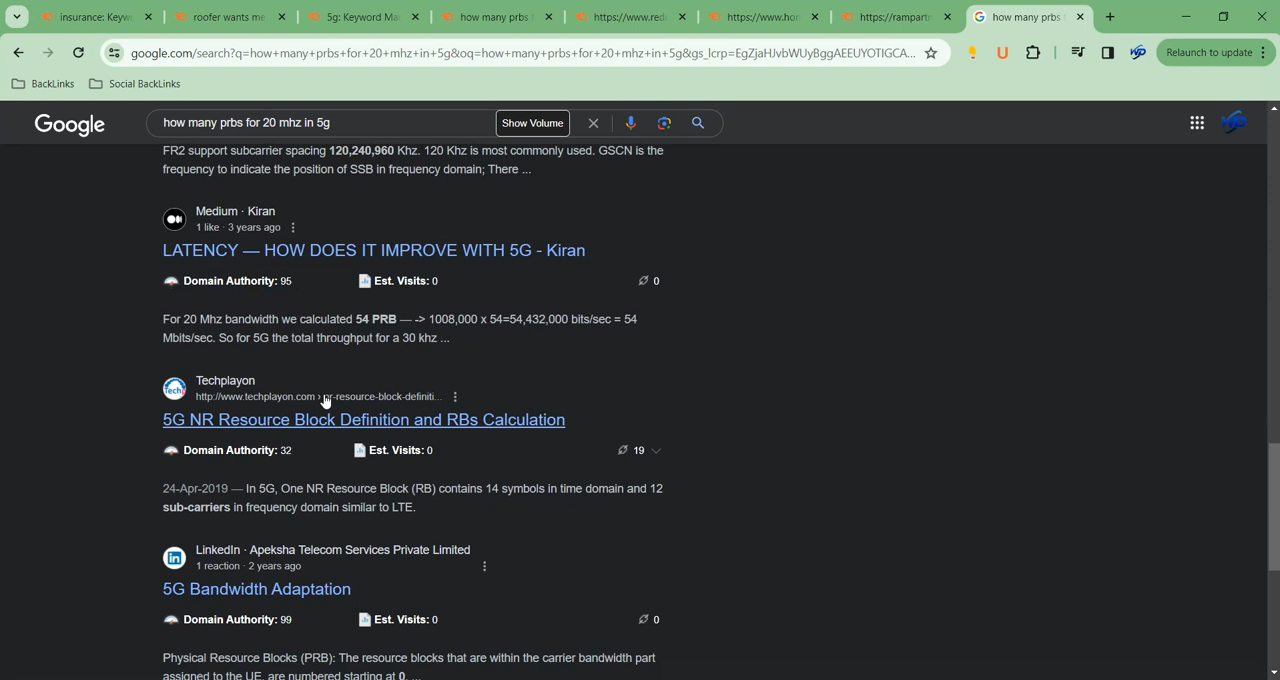 insurance: Keyw
roofer wants me
5g: Keyword Ma
how many prbs
https://www.red
https://www.hor
https://rampart
how many prbs
google.com/search?q=how+many+prbs+for+20+mhz+in+5g&oq=how+many+prbs+for+20+mhz+in+5g&gs_lcrp=EgZjaHJvbWUyBggAEEUYOTIGCA...
Relaunch to update
BackLinks
Social BackLinks
Google
how many prbs for 20 mhz in 5g
Show Volume
FR2 support subcarrier spacing 120,240,960 Khz. 120 Khz is most commonly used. GSCN is the
frequency to indicate the position of SSB in frequency domain; There ...
Medium · Kiran
1 like · 3 years ago
LATENCY — HOW DOES IT IMPROVE WITH 5G - Kiran
Domain Authority: 95 Est. Visits: 0 0
For 20 Mhz bandwidth we calculated 54 PRB — -> 1008,000 x 54=54,432,000 bits/sec = 54
Mbits/sec. So for 5G the total throughput for a 30 khz ...
Tech
Techplayon
http://www.techplayon.com › nr-resource-block-definiti...
5G NR Resource Block Definition and RBs Calculation
Domain Authority: 32 Est. Visits: 0 19
24-Apr-2019 — In 5G, One NR Resource Block (RB) contains 14 symbols in time domain and 12
sub-carriers in frequency domain similar to LTE.
in
LinkedIn · Apeksha Telecom Services Private Limited
1 reaction · 2 years ago
5G Bandwidth Adaptation
Domain Authority: 99 Est. Visits: 0 0
Physical Resource Blocks (PRB): The resource blocks that are within the carrier bandwidth part
assigned to the UE, are numbered starting at 0. ...